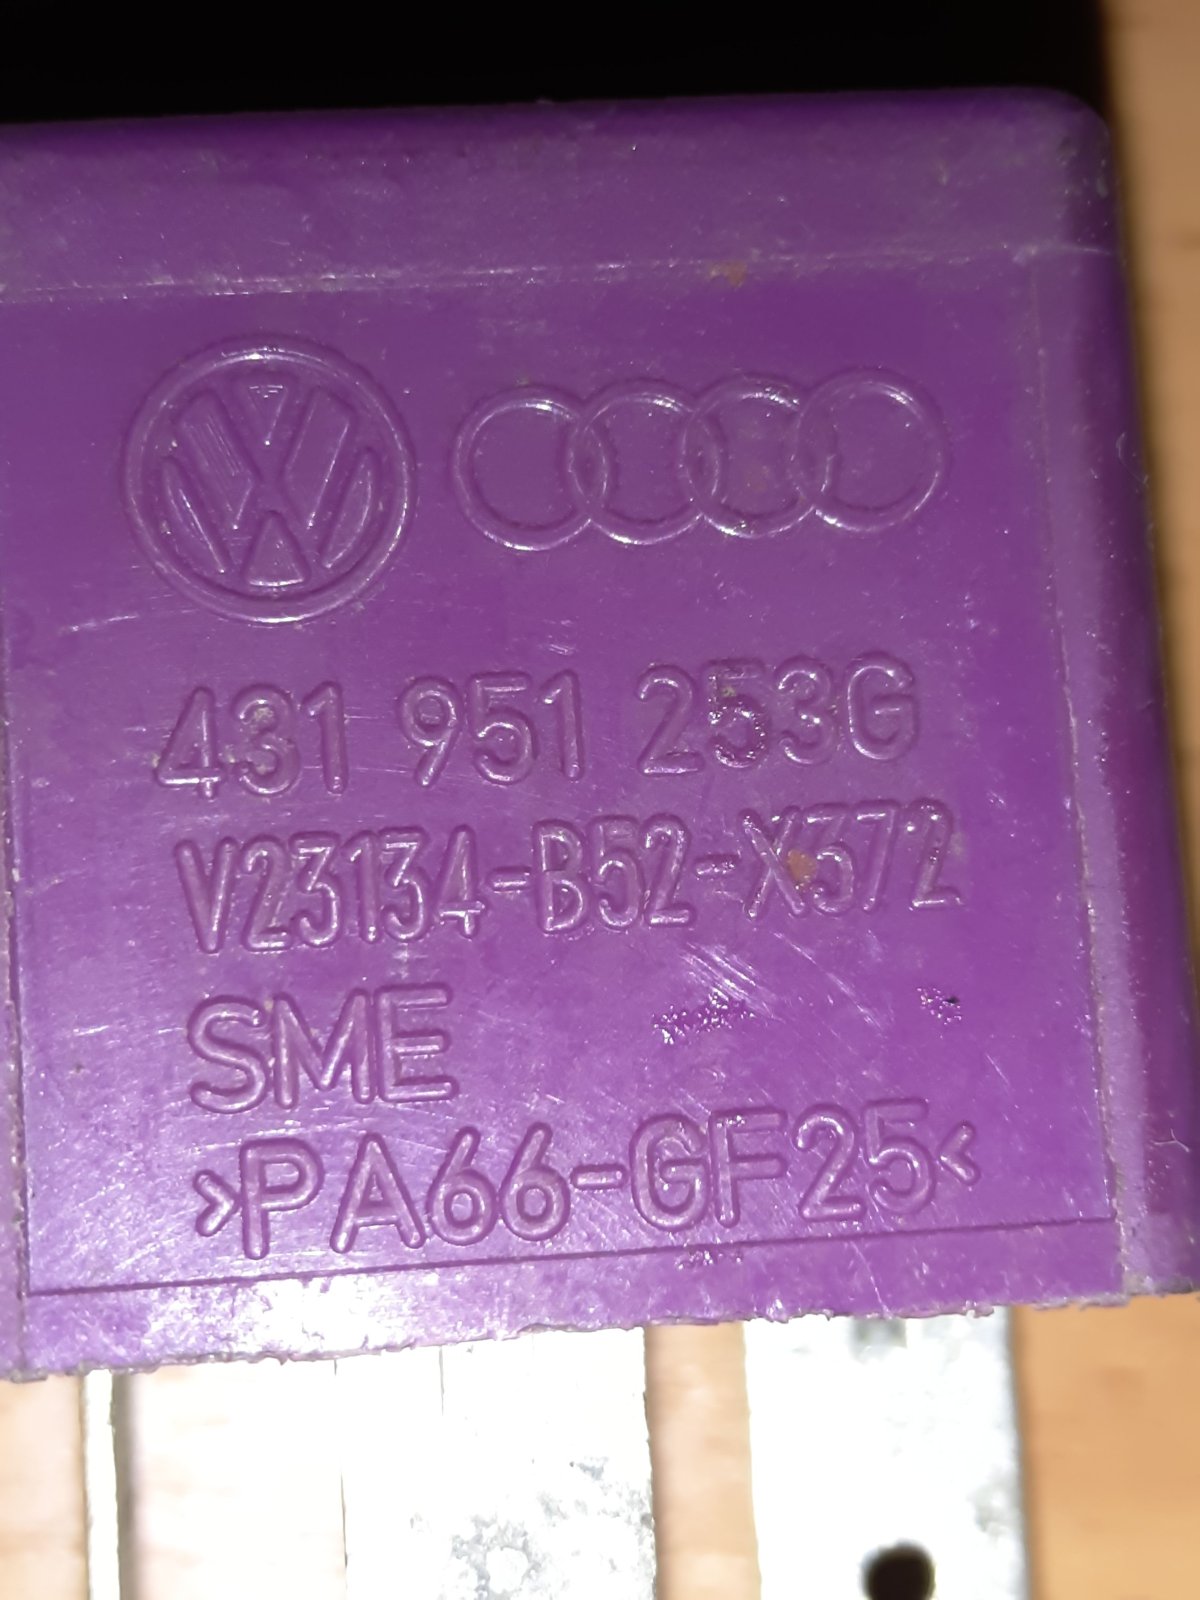 431 951 253G
V23134-B52-X372
SME
>PA66-GF25<